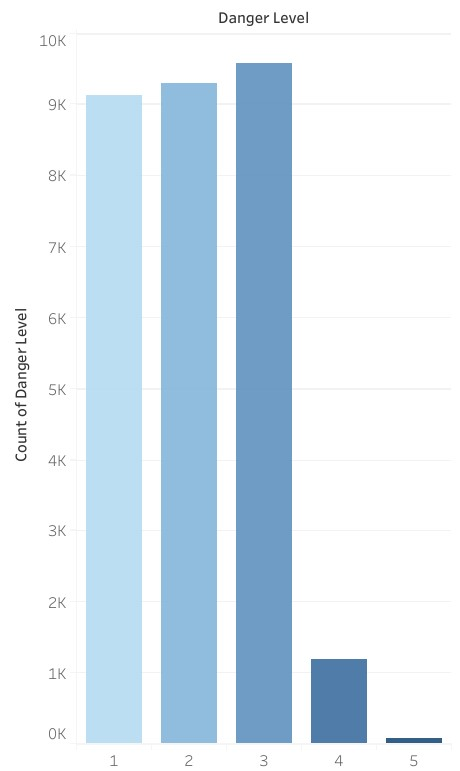 Danger Level
10K
9K
8K
7K
6K
5K
4K
3K
2K
1K
0K
Count of Danger Level
1 2 3 4 5